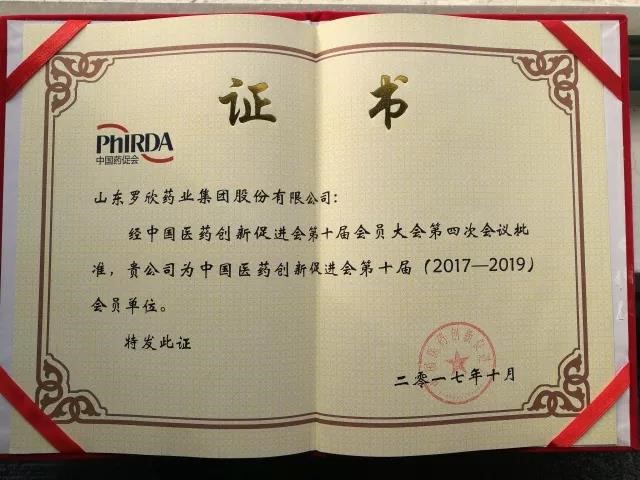 证 书
PhIRDA
中国药促会
山东罗欣药业集团股份有限公司：
经中国医药创新促进会第十届会员大会第四次会议批
准，贵公司为中国医药创新促进会第十届（2017—2019）
会员单位。
特发此证
二零一七年十月